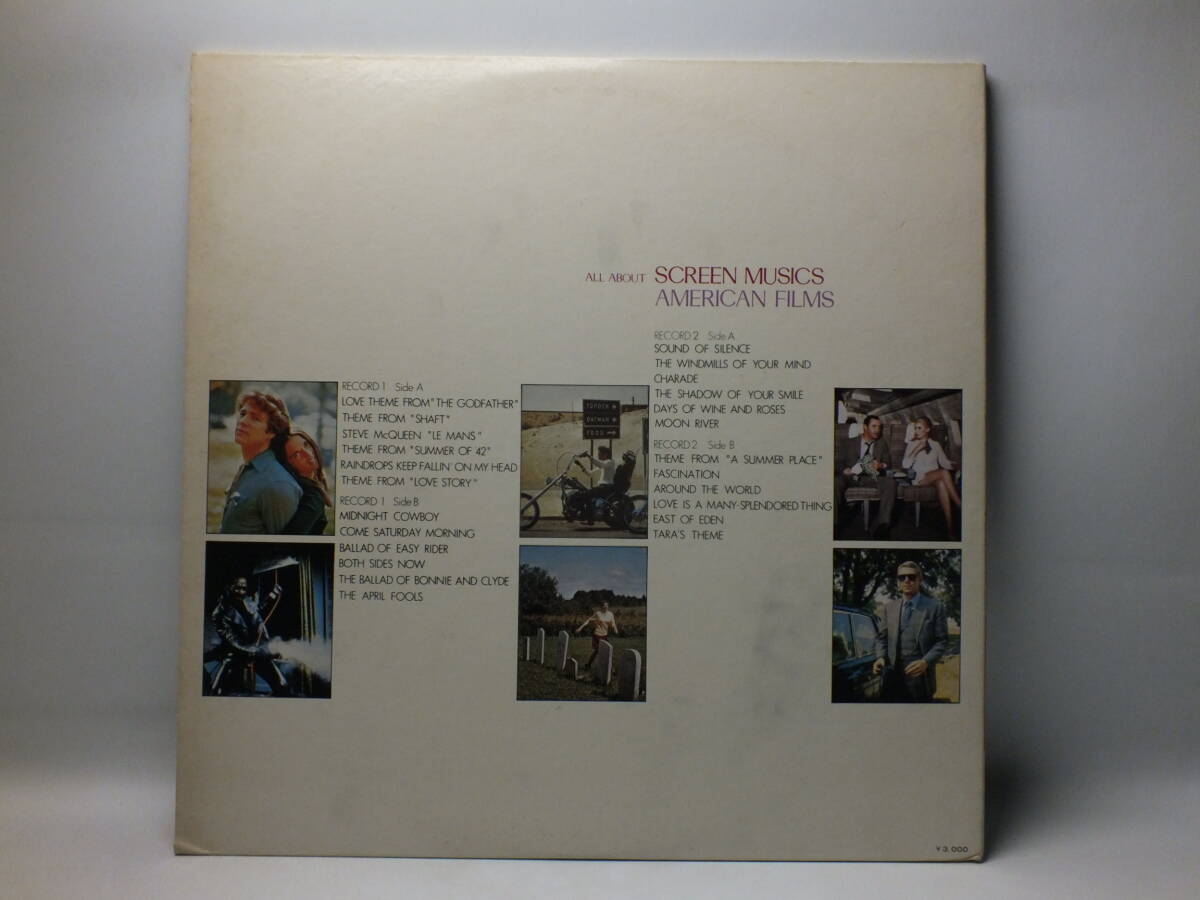 ALL ABOUT SCREEN MUSICS
AMERICAN FILMS
RECORD 1 Side A
LOVE THEME FROM "THE GODFATHER"
THEME FROM "SHAFT"
STEVE McQUEEN "LE MANS"
THEME FROM "SUMMER OF 42"
RAINDROPS KEEP FALLIN' ON MY HEAD
THEME FROM "LOVE STORY"
RECORD 1 Side B
MIDNIGHT COWBOY
COME SATURDAY MORNING
BALLAD OF EASY RIDER
BOTH SIDES NOW
THE BALLAD OF BONNIE AND CLYDE
THE APRIL FOOLS
RECORD 2 Side A
SOUND OF SILENCE
THE WINDMILLS OF YOUR MIND
CHARADE
THE SHADOW OF YOUR SMILE
DAYS OF WINE AND ROSES
MOON RIVER
RECORD 2 Side B
THEME FROM "A SUMMER PLACE"
FASCINATION
AROUND THE WORLD
LOVE IS A MANY-SPLENDORED THING
EAST OF EDEN
TARA'S THEME
TOPOCK
OATMAN
FOOD
¥3,000